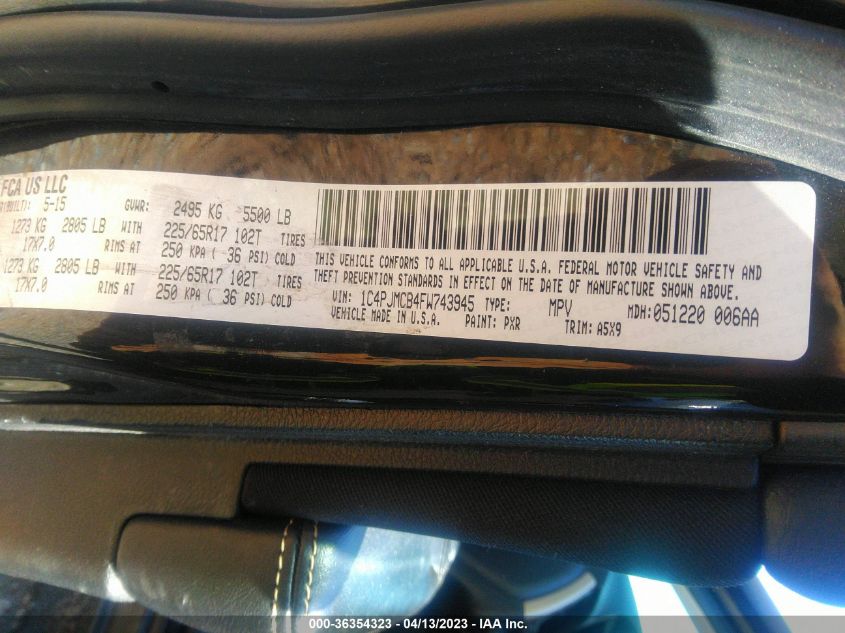 FCA US LLC
(BUILT): 5-15 GVWR: 2495 KG 5500 LB
1273 KG 2805 LB WITH 225/65R17 102T TIRES
17X7.0 RIMS AT 250 KPA ( 36 PSI) COLD
1273 KG 2805 LB WITH 225/65R17 102T TIRES
17X7.0 RIMS AT 250 KPA ( 36 PSI) COLD
THIS VEHICLE CONFORMS TO ALL APPLICABLE U.S.A. FEDERAL MOTOR VEHICLE SAFETY AND
THEFT PREVENTION STANDARDS IN EFFECT ON THE DATE OF MANUFACTURE SHOWN ABOVE.
VIN: 1C4PJMCB4FW743945 TYPE: MPV MDH:051220 006AA
VEHICLE MADE IN U.S.A. PAINT: PXR TRIM: A5X9
000-36354323 - 04/13/2023 - IAA Inc.